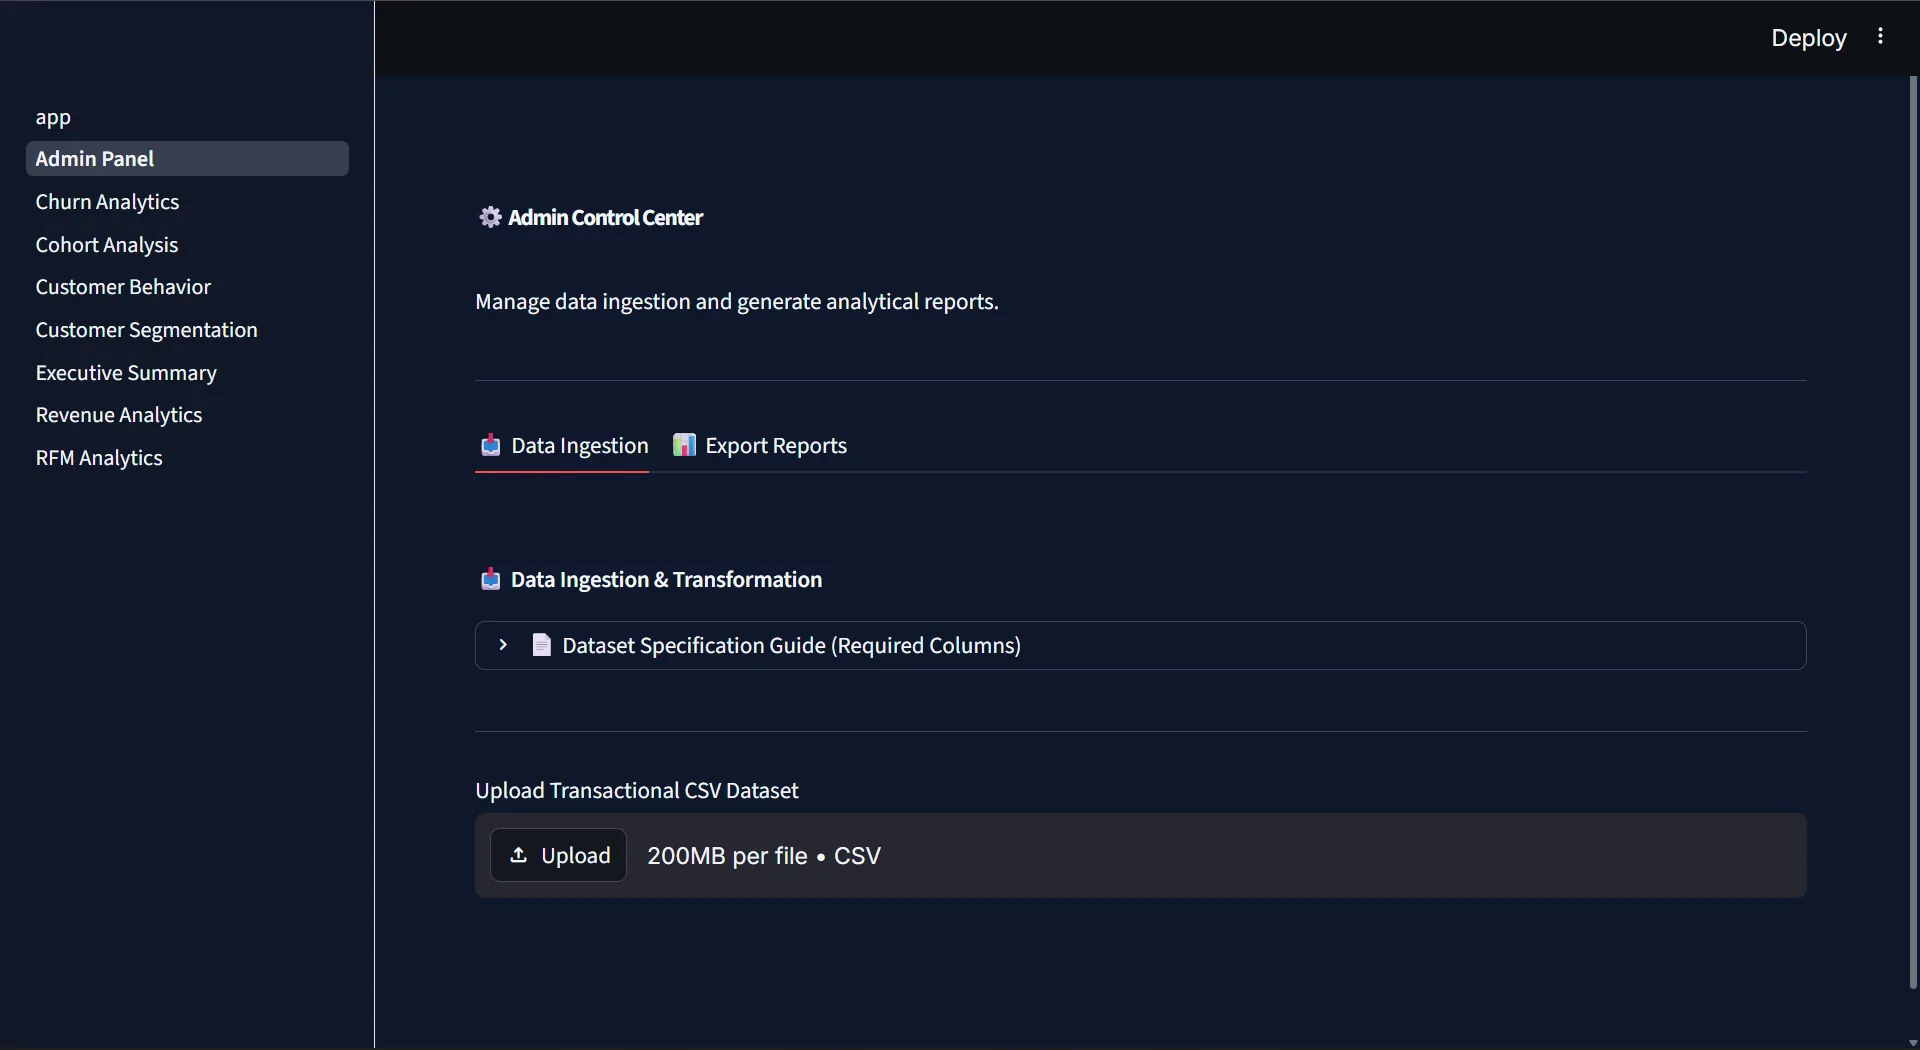 Deploy
app
Admin Panel
Churn Analytics
Cohort Analysis
Customer Behavior
Customer Segmentation
Executive Summary
Revenue Analytics
RFM Analytics
Admin Control Center
Manage data ingestion and generate analytical reports.
Data Ingestion
Export Reports
Data Ingestion & Transformation
Dataset Specification Guide (Required Columns)
Upload Transactional CSV Dataset
Upload
200MB per file • CSV